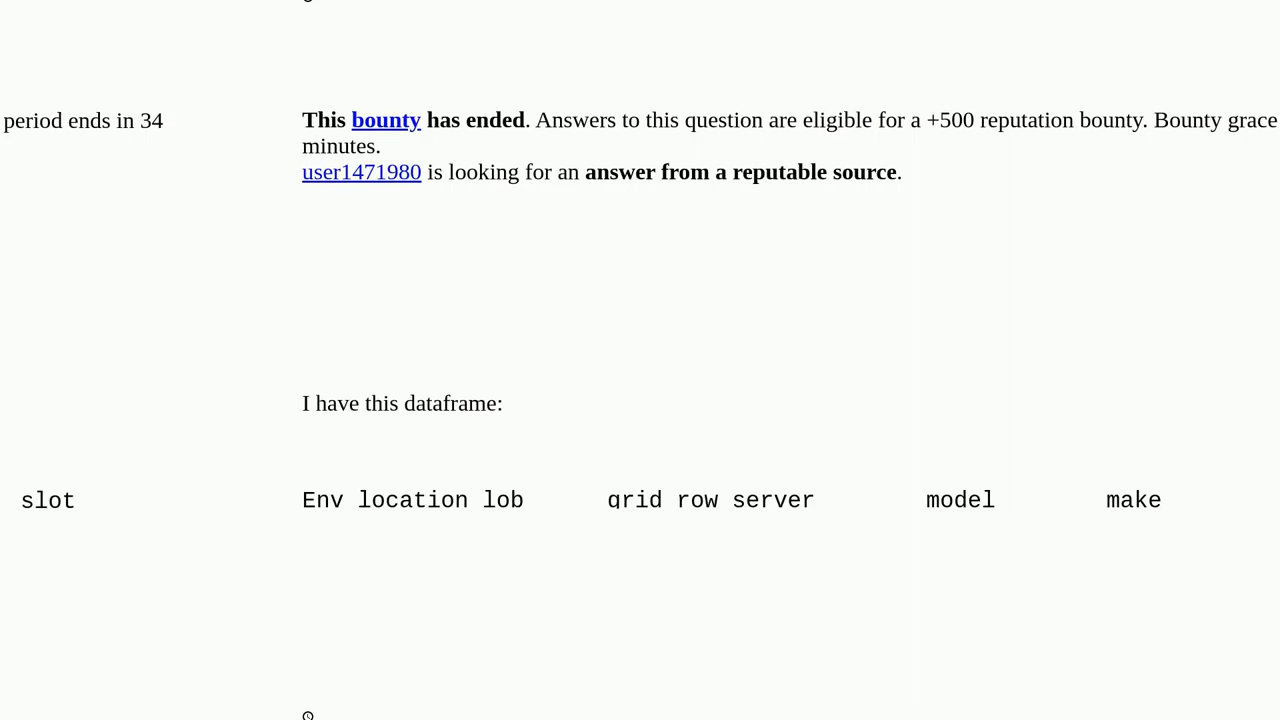 This bounty has ended. Answers to this question are eligible for a +500 reputation bounty. Bounty grace
period ends in 34
minutes.
user1471980 is looking for an answer from a reputable source.
I have this dataframe:
Env location lob grid row server model make
slot